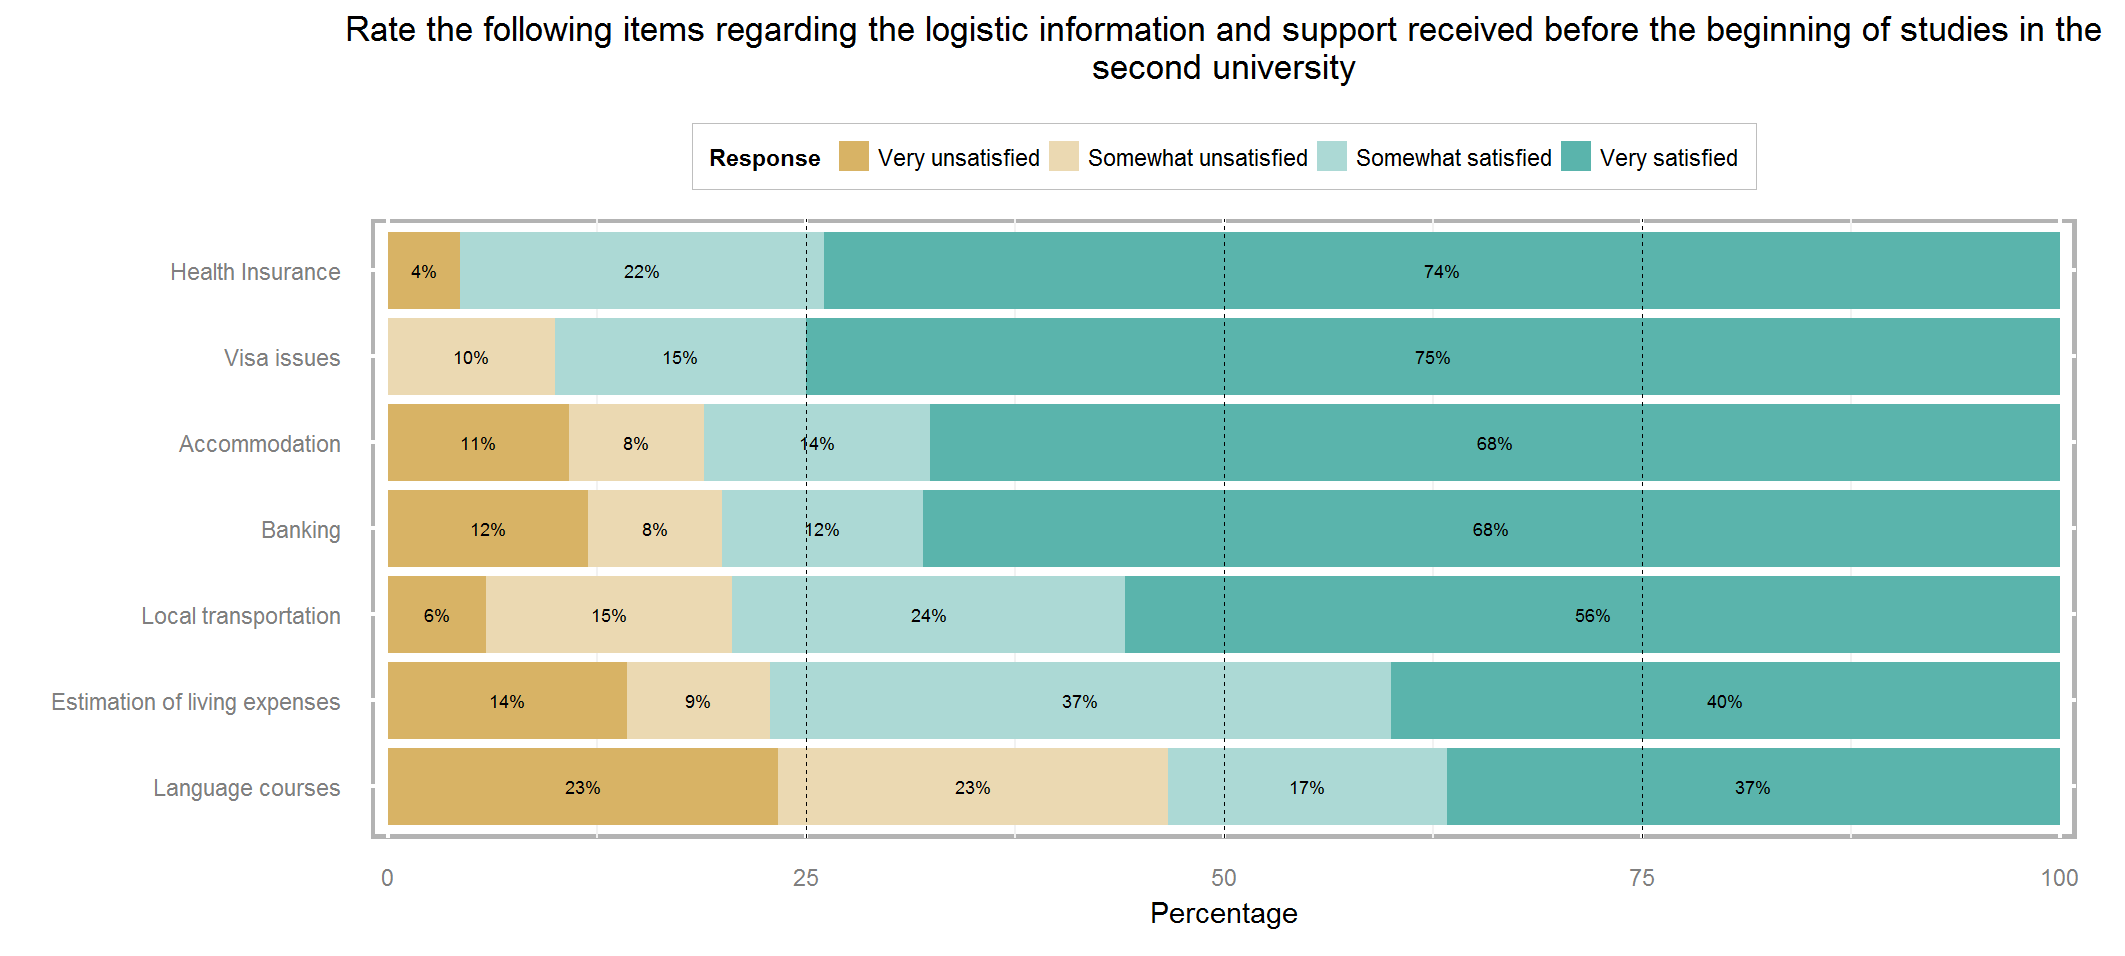 Rate the following items regarding the logistic information and support received before the beginning of studies in the
second university
Response Very unsatisfied Somewhat unsatisfied Somewhat satisfied Very satisfied
Health Insurance 4% 22% 74%
Visa issues 10% 15% 75%
Accommodation 11% 8% 14% 68%
Banking 12% 8% 12% 68%
Local transportation 6% 15% 24% 56%
Estimation of living expenses 14% 9% 37% 40%
Language courses 23% 23% 17% 37%
0 25 50 75 100
Percentage